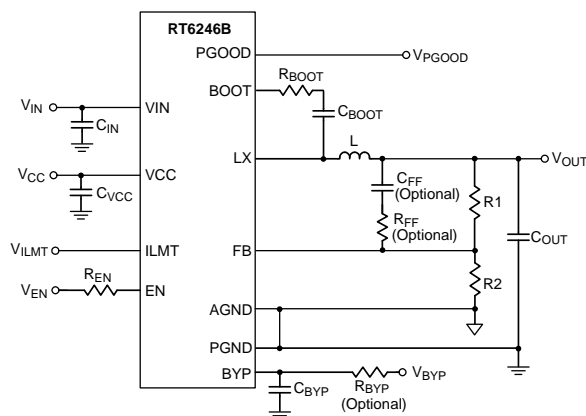 RT6246B
PGOOD
VPGOOD
BOOT
RBOOT
CBOOT
VIN
VIN
CIN
LX
L
VOUT
VCC
VCC
CVCC
CFF
(Optional)
R1
RFF
(Optional)
COUT
VILMT
ILMT
FB
REN
VEN
EN
R2
AGND
PGND
BYP
CBYP
RBYP
(Optional)
VBYP